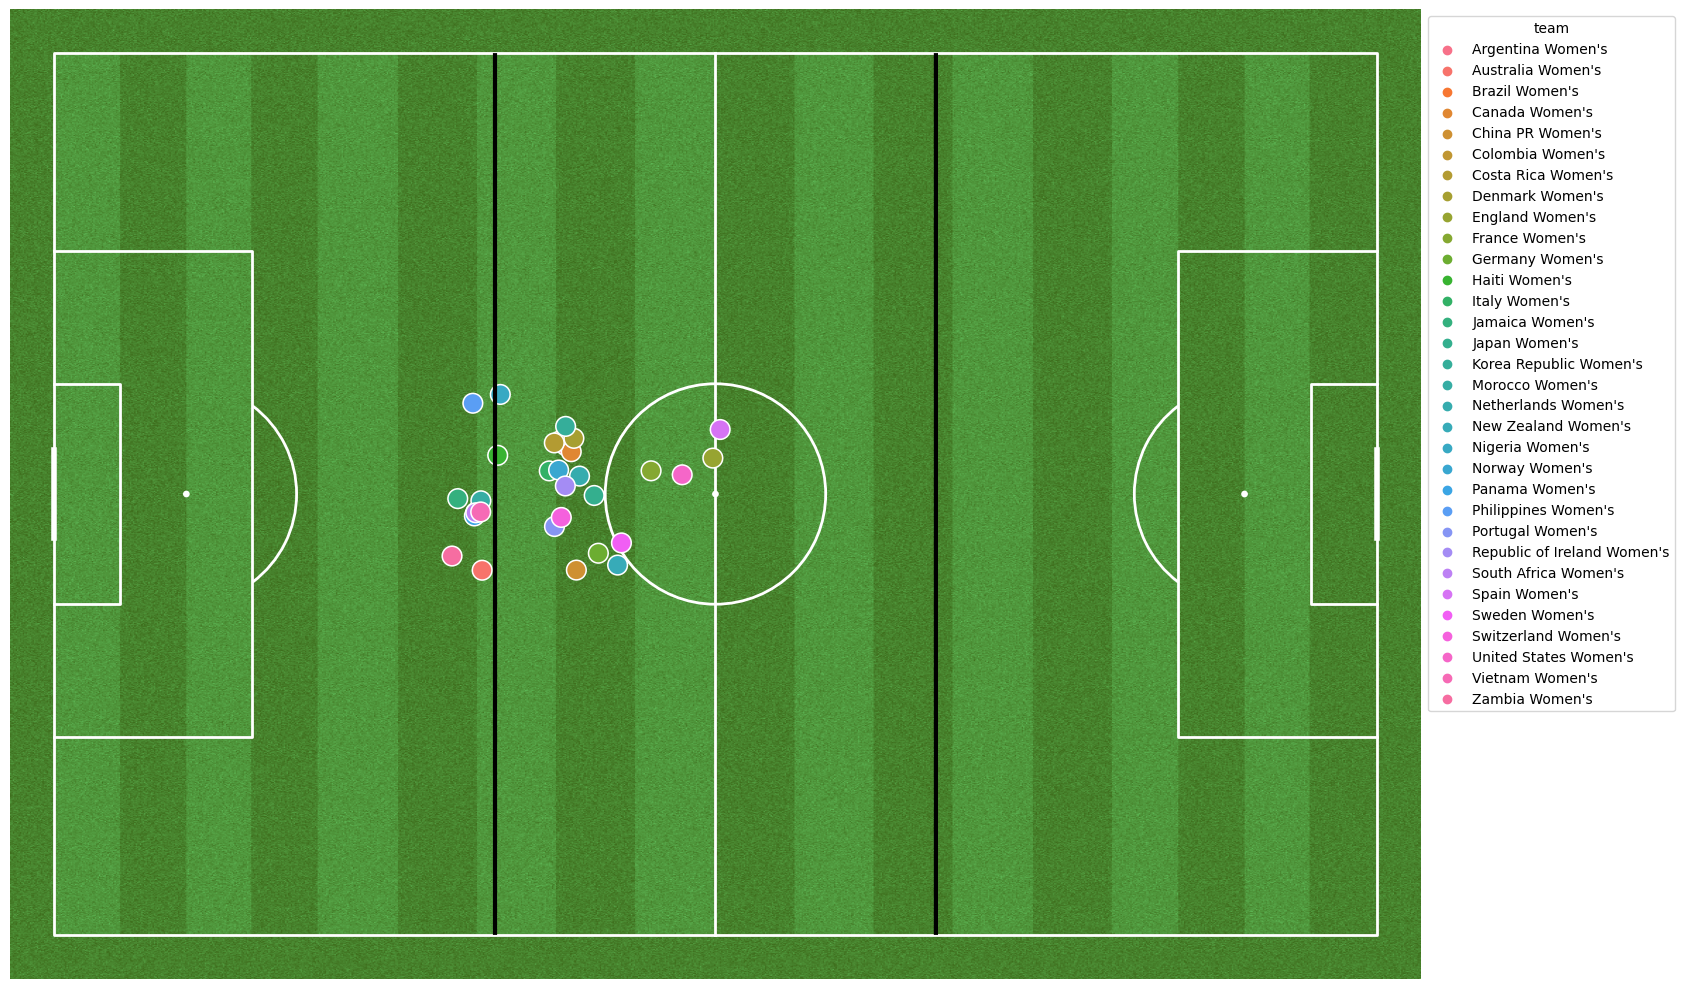 team
Argentina Women's
Australia Women's
Brazil Women's
Canada Women's
China PR Women's
Colombia Women's
Costa Rica Women's
Denmark Women's
England Women's
France Women's
Germany Women's
Haiti Women's
Italy Women's
Jamaica Women's
Japan Women's
Korea Republic Women's
Morocco Women's
Netherlands Women's
New Zealand Women's
Nigeria Women's
Norway Women's
Panama Women's
Philippines Women's
Portugal Women's
Republic of Ireland Women's
South Africa Women's
Spain Women's
Sweden Women's
Switzerland Women's
United States Women's
Vietnam Women's
Zambia Women's